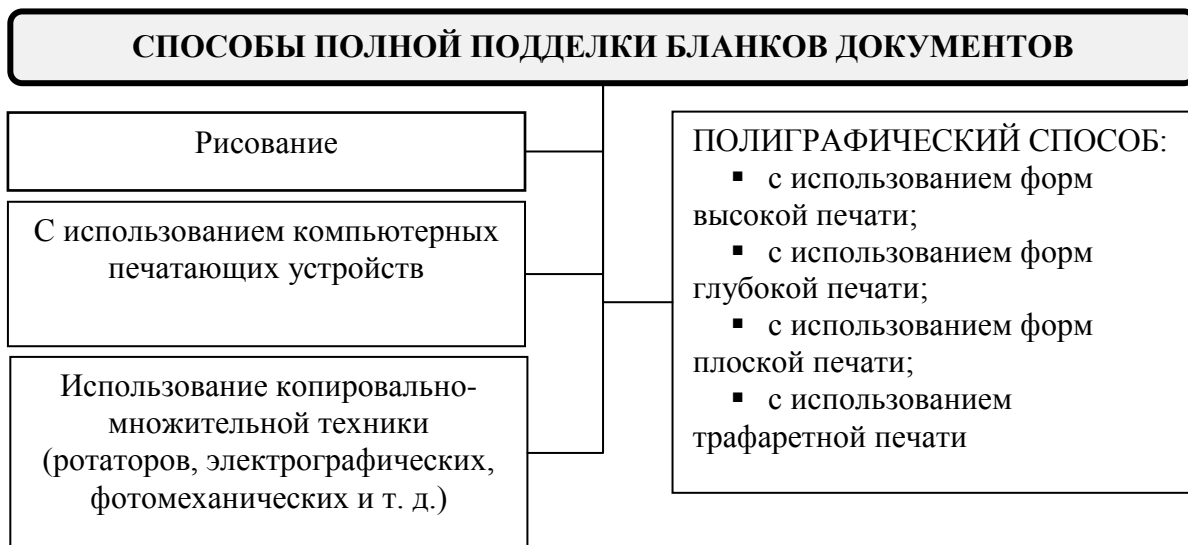 СПОСОБЫ ПОЛНОЙ ПОДДЕЛКИ БЛАНКОВ ДОКУМЕНТОВ
Рисование
С использованием компьютерных
печатающих устройств
Использование копировально-
множительной техники
(ротаторов, электрографических,
фотомеханических и т. д.)
ПОЛИГРАФИЧЕСКИЙ СПОСОБ:
▪ с использованием форм
высокой печати;
▪ с использованием форм
глубокой печати;
▪ с использованием форм
плоской печати;
▪ с использованием
трафаретной печати